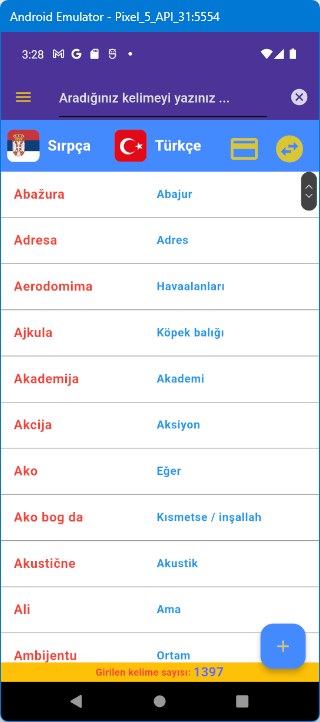 Android Emulator - Pixel_5_API_31:5554
3:28
Aradığınız kelimeyi yazınız ...
Sırpça Türkçe
Abažura Abajur
Adresa Adres
Aerodomima Havaalanları
Ajkula Köpek balığı
Akademija Akademi
Akcija Aksiyon
Ako Eğer
Ako bog da Kısmetse / inşallah
Akustične Akustik
Ali Ama
Ambijentu Ortam
Girilen kelime sayısı: 1397